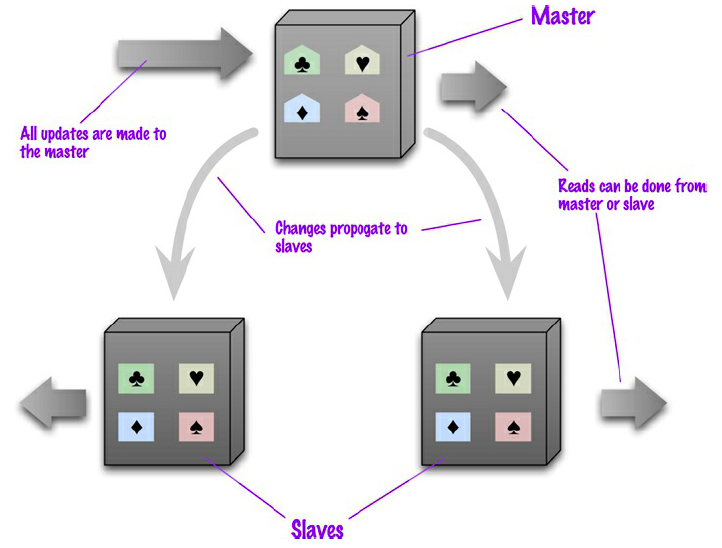 Master
All updates are made to
the master
Reads can be done from
master or slave
Changes propogate to
slaves
Slaves